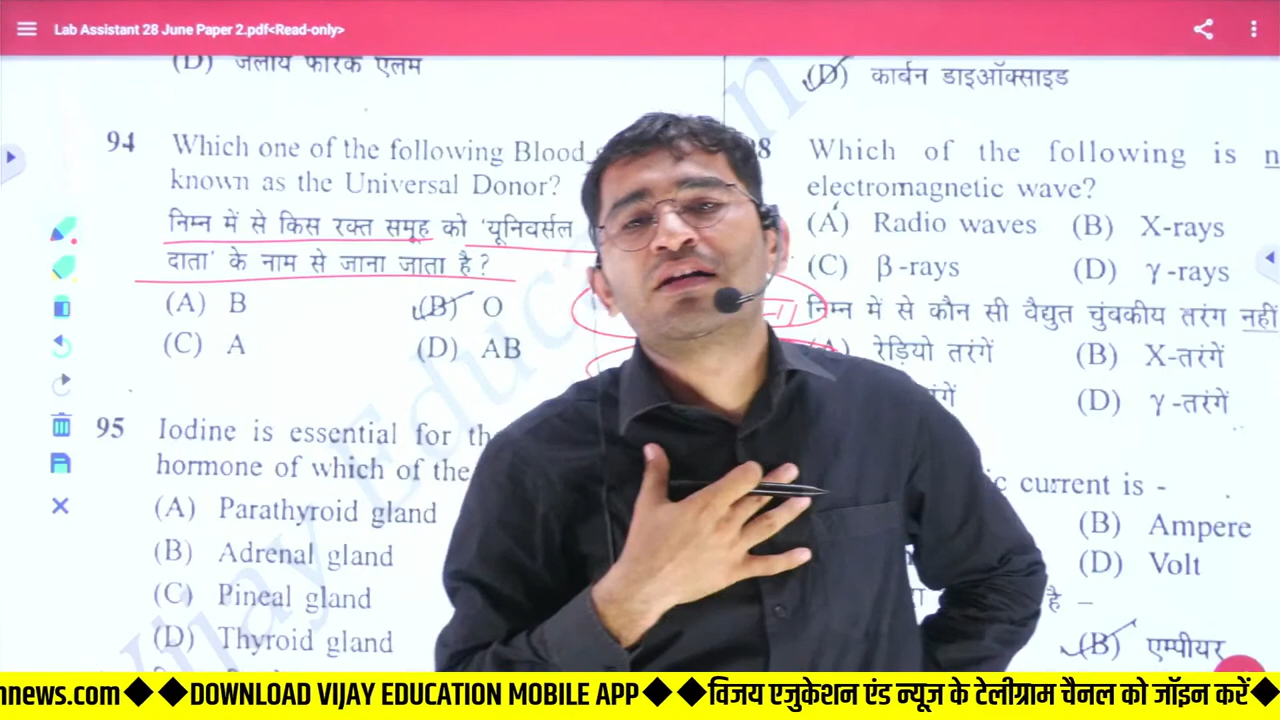 Lab Assistant 28 June Paper 2.pdf<Read-only>
(D) जलीय फेरिक एलम
94 Which one of the following Blood
known as the Universal Donor?
निम्न में से किस रक्त समूह को 'यूनिवर्सल
दाता' के नाम से जाना जाता है?
(A) B (B) O
(C) A (D) AB
95 Iodine is essential for
hormone of which of the
(A) Parathyroid gland
(B) Adrenal gland
(C) Pineal gland
(D) Thyroid gland
(D) कार्बन डाइऑक्साइड
Which of the following is
electromagnetic wave?
(A) Radio waves (B) X-rays
(C) β-rays (D) γ-rays
निम्न में से कौन सी वैद्युत चुंबकीय तरंग नहीं
(A) रेडियो तरंगें (B) X-तरंगें
(D) γ-तरंगें
current is -
(B) Ampere
(D) Volt
है –
(B) एम्पीयर
Vijay Education
nnews.com◆◆DOWNLOAD VIJAY EDUCATION MOBILE APP◆◆विजय एजुकेशन एंड न्यूज के टेलीग्राम चैनल को जॉइन करें◆